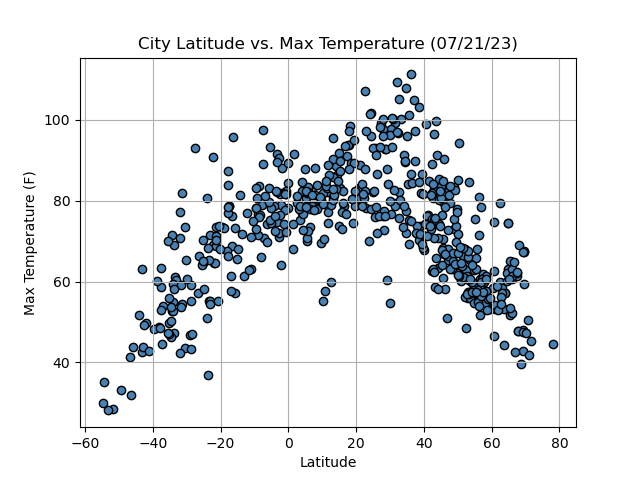 City Latitude vs. Max Temperature (07/21/23)
100
80
60
40
Max Temperature (F)
−60 −40 −20 0 20 40 60 80
Latitude